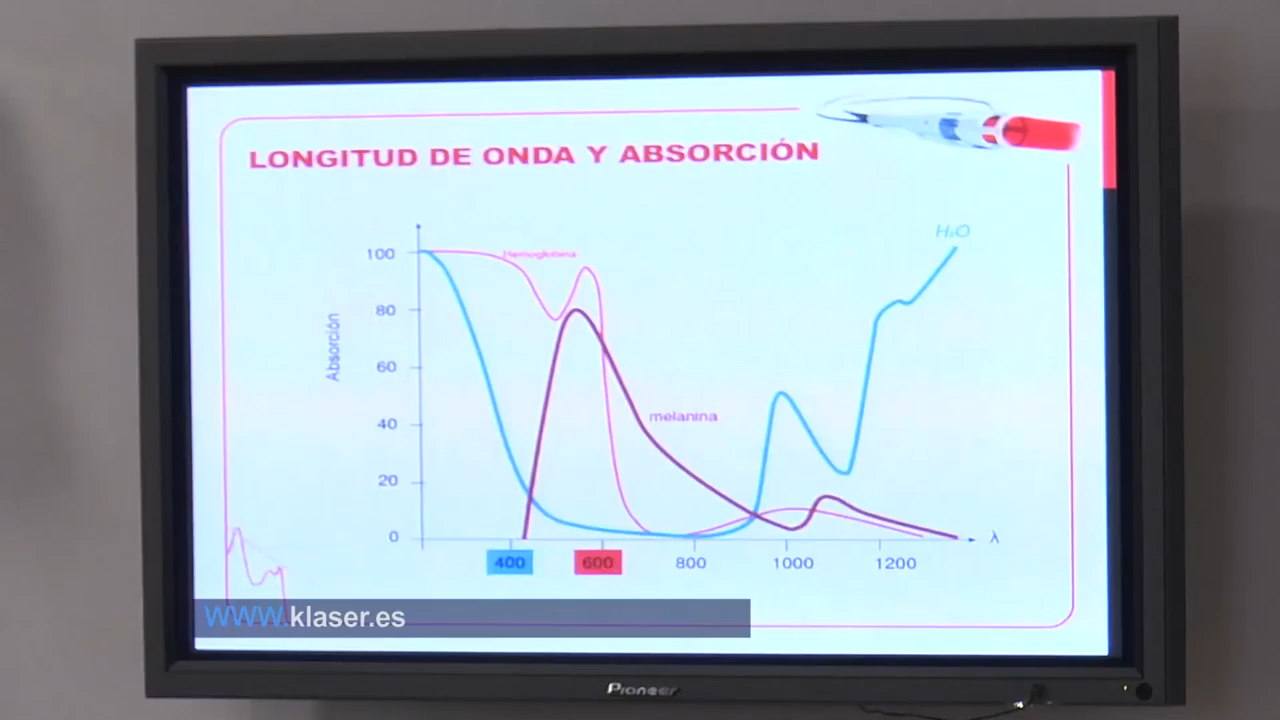 LONGITUD DE ONDA Y ABSORCIÓN
H₂O
100
Hemoglobina
80
Absorción
60
melanina
40
20
0
λ
400
600
800
1000
1200
www.klaser.es
Pioneer